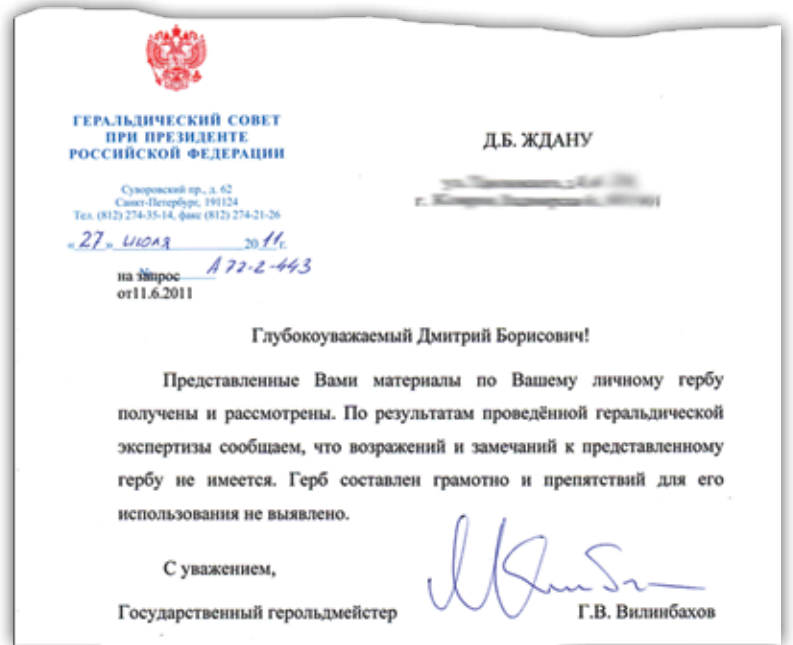 ГЕРАЛЬДИЧЕСКИЙ СОВЕТ
ПРИ ПРЕЗИДЕНТЕ
РОССИЙСКОЙ ФЕДЕРАЦИИ
Суворовский пр., д. 62
Санкт-Петербург, 191124
Тел. (812) 274-35-14, факс (812) 274-21-26
« 27 » июля 2011 г.
№ А 72-2-443
на запрос
от11.6.2011
Д.Б. ЖДАНУ
Глубокоуважаемый Дмитрий Борисович!
Представленные Вами материалы по Вашему личному гербу
получены и рассмотрены. По результатам проведённой геральдической
экспертизы сообщаем, что возражений и замечаний к представленному
гербу не имеется. Герб составлен грамотно и препятствий для его
использования не выявлено.
С уважением,
Государственный герольдмейстер
Г.В. Вилинбахов